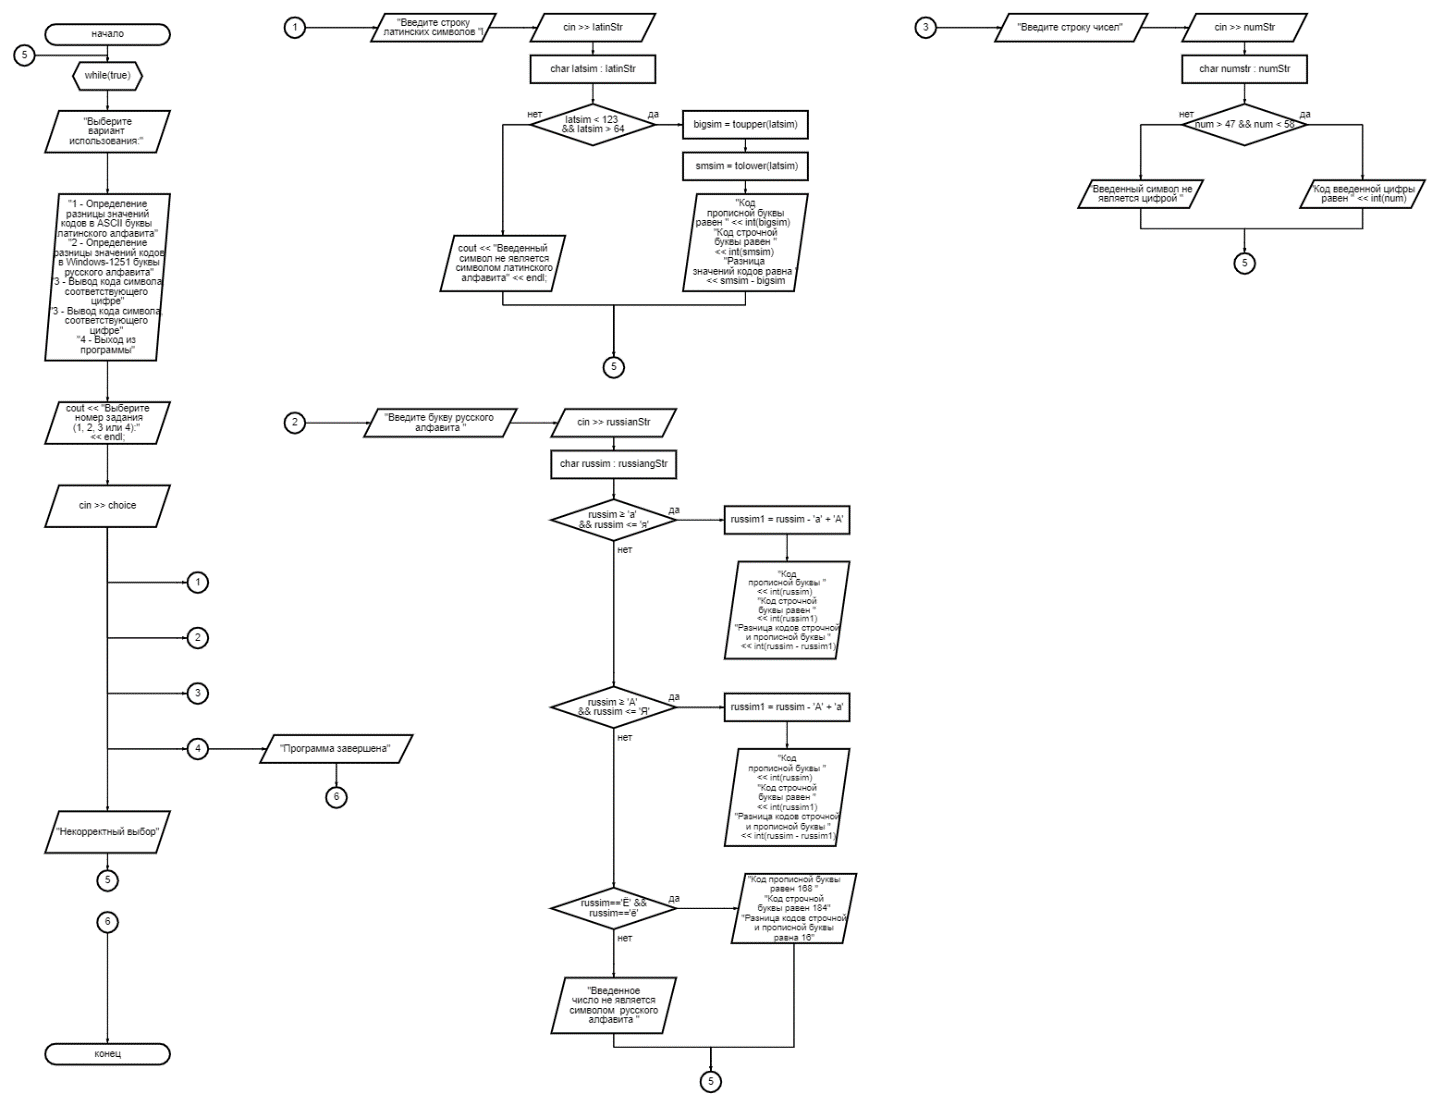 начало
5
while(true)
"Выберите
вариант
использования:"
"1 - Определение
разницы значений
кодов в ASCII буквы
латинского алфавита"
"2 - Определение
разницы значений кодов
в Windows-1251 буквы
русского алфавита"
"3 - Вывод кода символа,
соответствующего
цифре"
"3 - Вывод кода символа,
соответствующего
цифре"
"4 - Выход из
программы"
cout << "Выберите
номер задания
(1, 2, 3 или 4):"
<< endl;
cin >> choice
1
2
3
4
"Программа завершена"
6
"Некорректный выбор"
5
6
конец
1
"Введите строку
латинских символов "l
cin >> latinStr
char latsim : latinStr
нет
latsim < 123
&& latsim > 64
да
bigsim = toupper(latsim)
smsim = tolower(latsim)
"Код
прописной буквы
равен " << int(bigsim)
"Код строчной
буквы равен "
<< int(smsim)
"Разница
значений кодов равна "
<< smsim - bigsim
cout << "Введенный
символ не является
символом латинского
алфавита" << endl;
5
2
"Введите букву русского
алфавита "
cin >> russianStr
char russim : russiangStr
russim ≥ 'а'
&& russim <= 'я'
да
нет
russim1 = russim - 'а' + 'А'
"Код
прописной буквы "
<< int(russim)
"Код строчной
буквы равен "
<< int(russim1)
"Разница кодов строчной
и прописной буквы "
<< int(russim - russim1)
russim ≥ 'А'
&& russim <= 'Я'
да
нет
russim1 = russim - 'А' + 'а'
"Код
прописной буквы "
<< int(russim)
"Код строчной
буквы равен "
<< int(russim1)
"Разница кодов строчной
и прописной буквы "
<< int(russim - russim1)
russim=='Ё' &&
russim=='ё'
да
нет
"Код прописной буквы
равен 168 "
"Код строчной
буквы равен 184"
"Разница кодов строчной
и прописной буквы
равна 16"
"Введенное
число не является
символом русского
алфавита "
5
3
"Введите строку чисел"
cin >> numStr
char numstr : numStr
нет
num > 47 && num < 58
да
"Введенный символ не
является цифрой "
"Код введенной цифры
равен " << int(num)
5